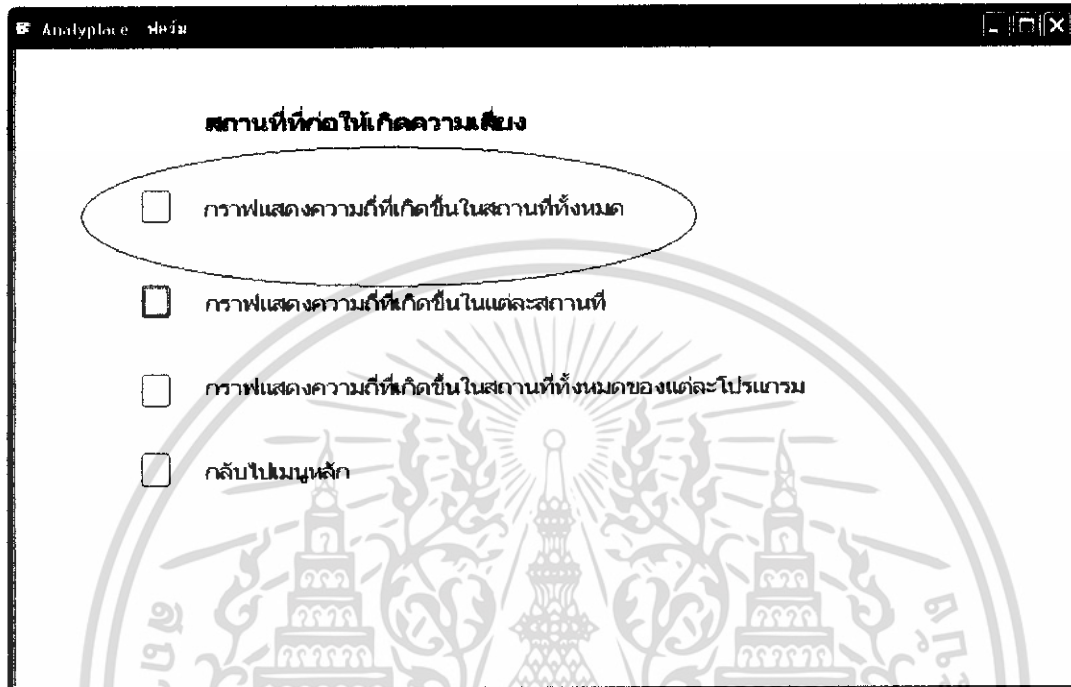 Analyplace ฟอร์ม
สถานที่ที่ก่อให้เกิดความเสี่ยง
กราฟแสดงความถี่ที่เกิดขึ้นในสถานที่ทั้งหมด
กราฟแสดงความถี่ที่เกิดขึ้นในแต่ละสถานที่
กราฟแสดงความถี่ที่เกิดขึ้นในสถานที่ทั้งหมดของแต่ละโปรแกรม
กลับไปเมนูหลัก